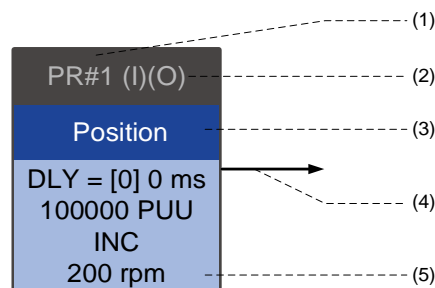 (1)
PR#1 (I)(O)
(2)
Position
(3)
DLY = [0] 0 ms
100000 PUU
(4)
INC
200 rpm
(5)